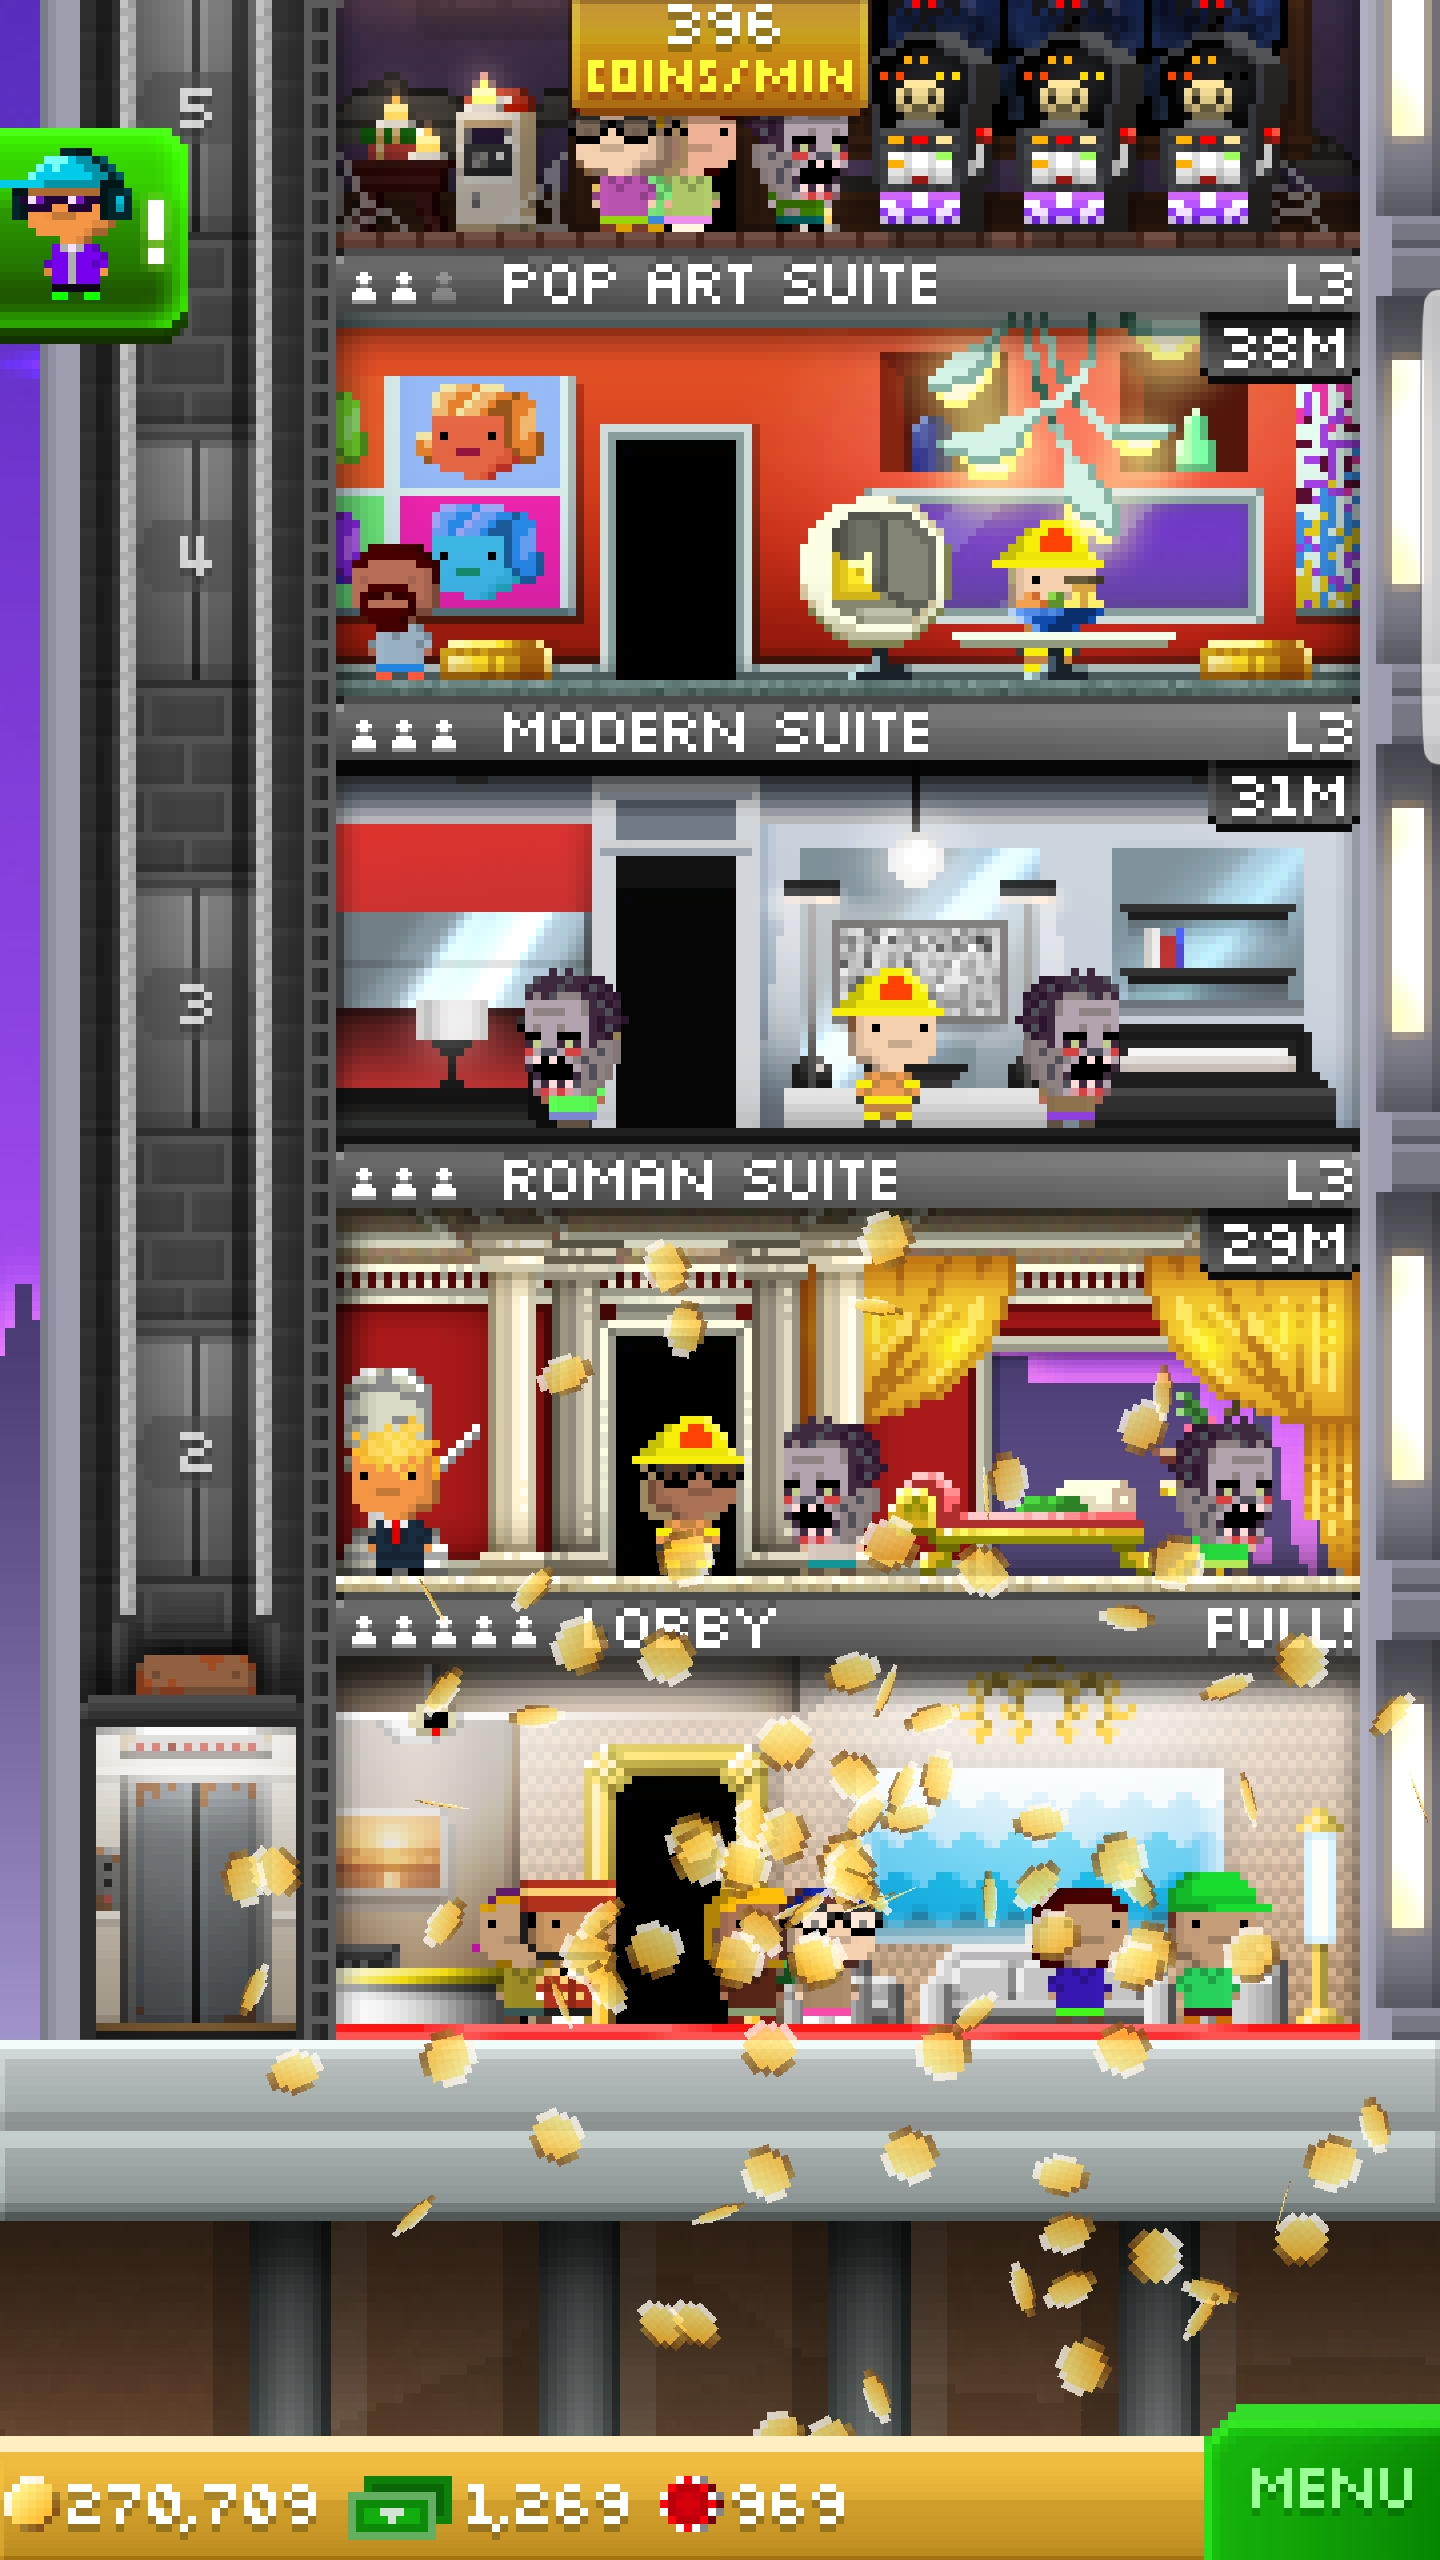 396
COINS/MIN
5
!
POP ART SUITE L3
38M
4
MODERN SUITE L3
31M
3
ROMAN SUITE L3
29M
2
LOBBY FULL!
270,709 1,269 969
MENU